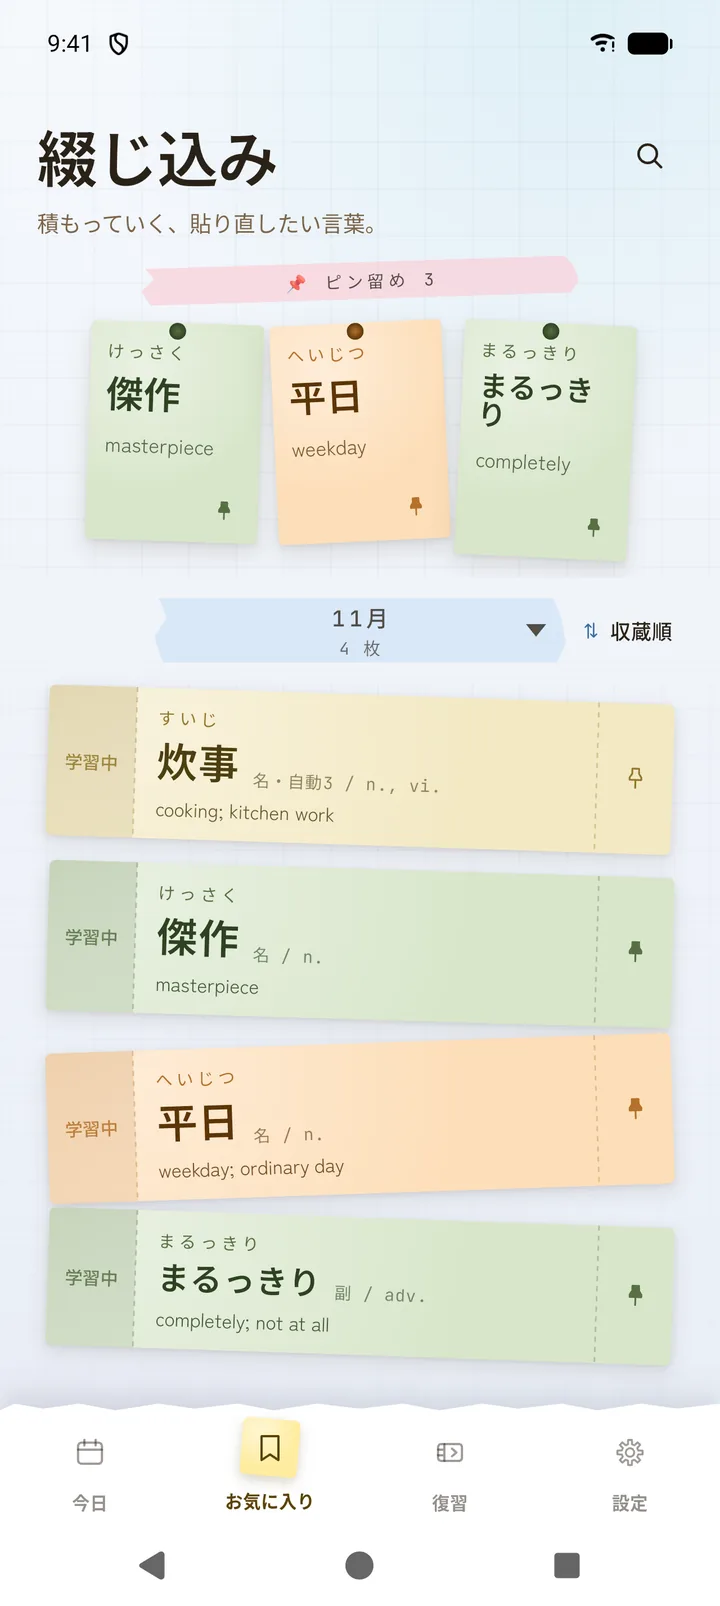 9:41
綴じ込み
積もっていく、貼り直したい言葉。
📌 ピン留め 3
けっさく
傑作
masterpiece
へいじつ
平日
weekday
まるっきり
まるっき
り
completely
11月
4 枚
⇅ 収蔵順
学習中
すいじ
炊事 名・自動3 / n., vi.
cooking; kitchen work
学習中
けっさく
傑作 名 / n.
masterpiece
学習中
へいじつ
平日 名 / n.
weekday; ordinary day
学習中
まるっきり
まるっきり 副 / adv.
completely; not at all
今日
お気に入り
復習
設定